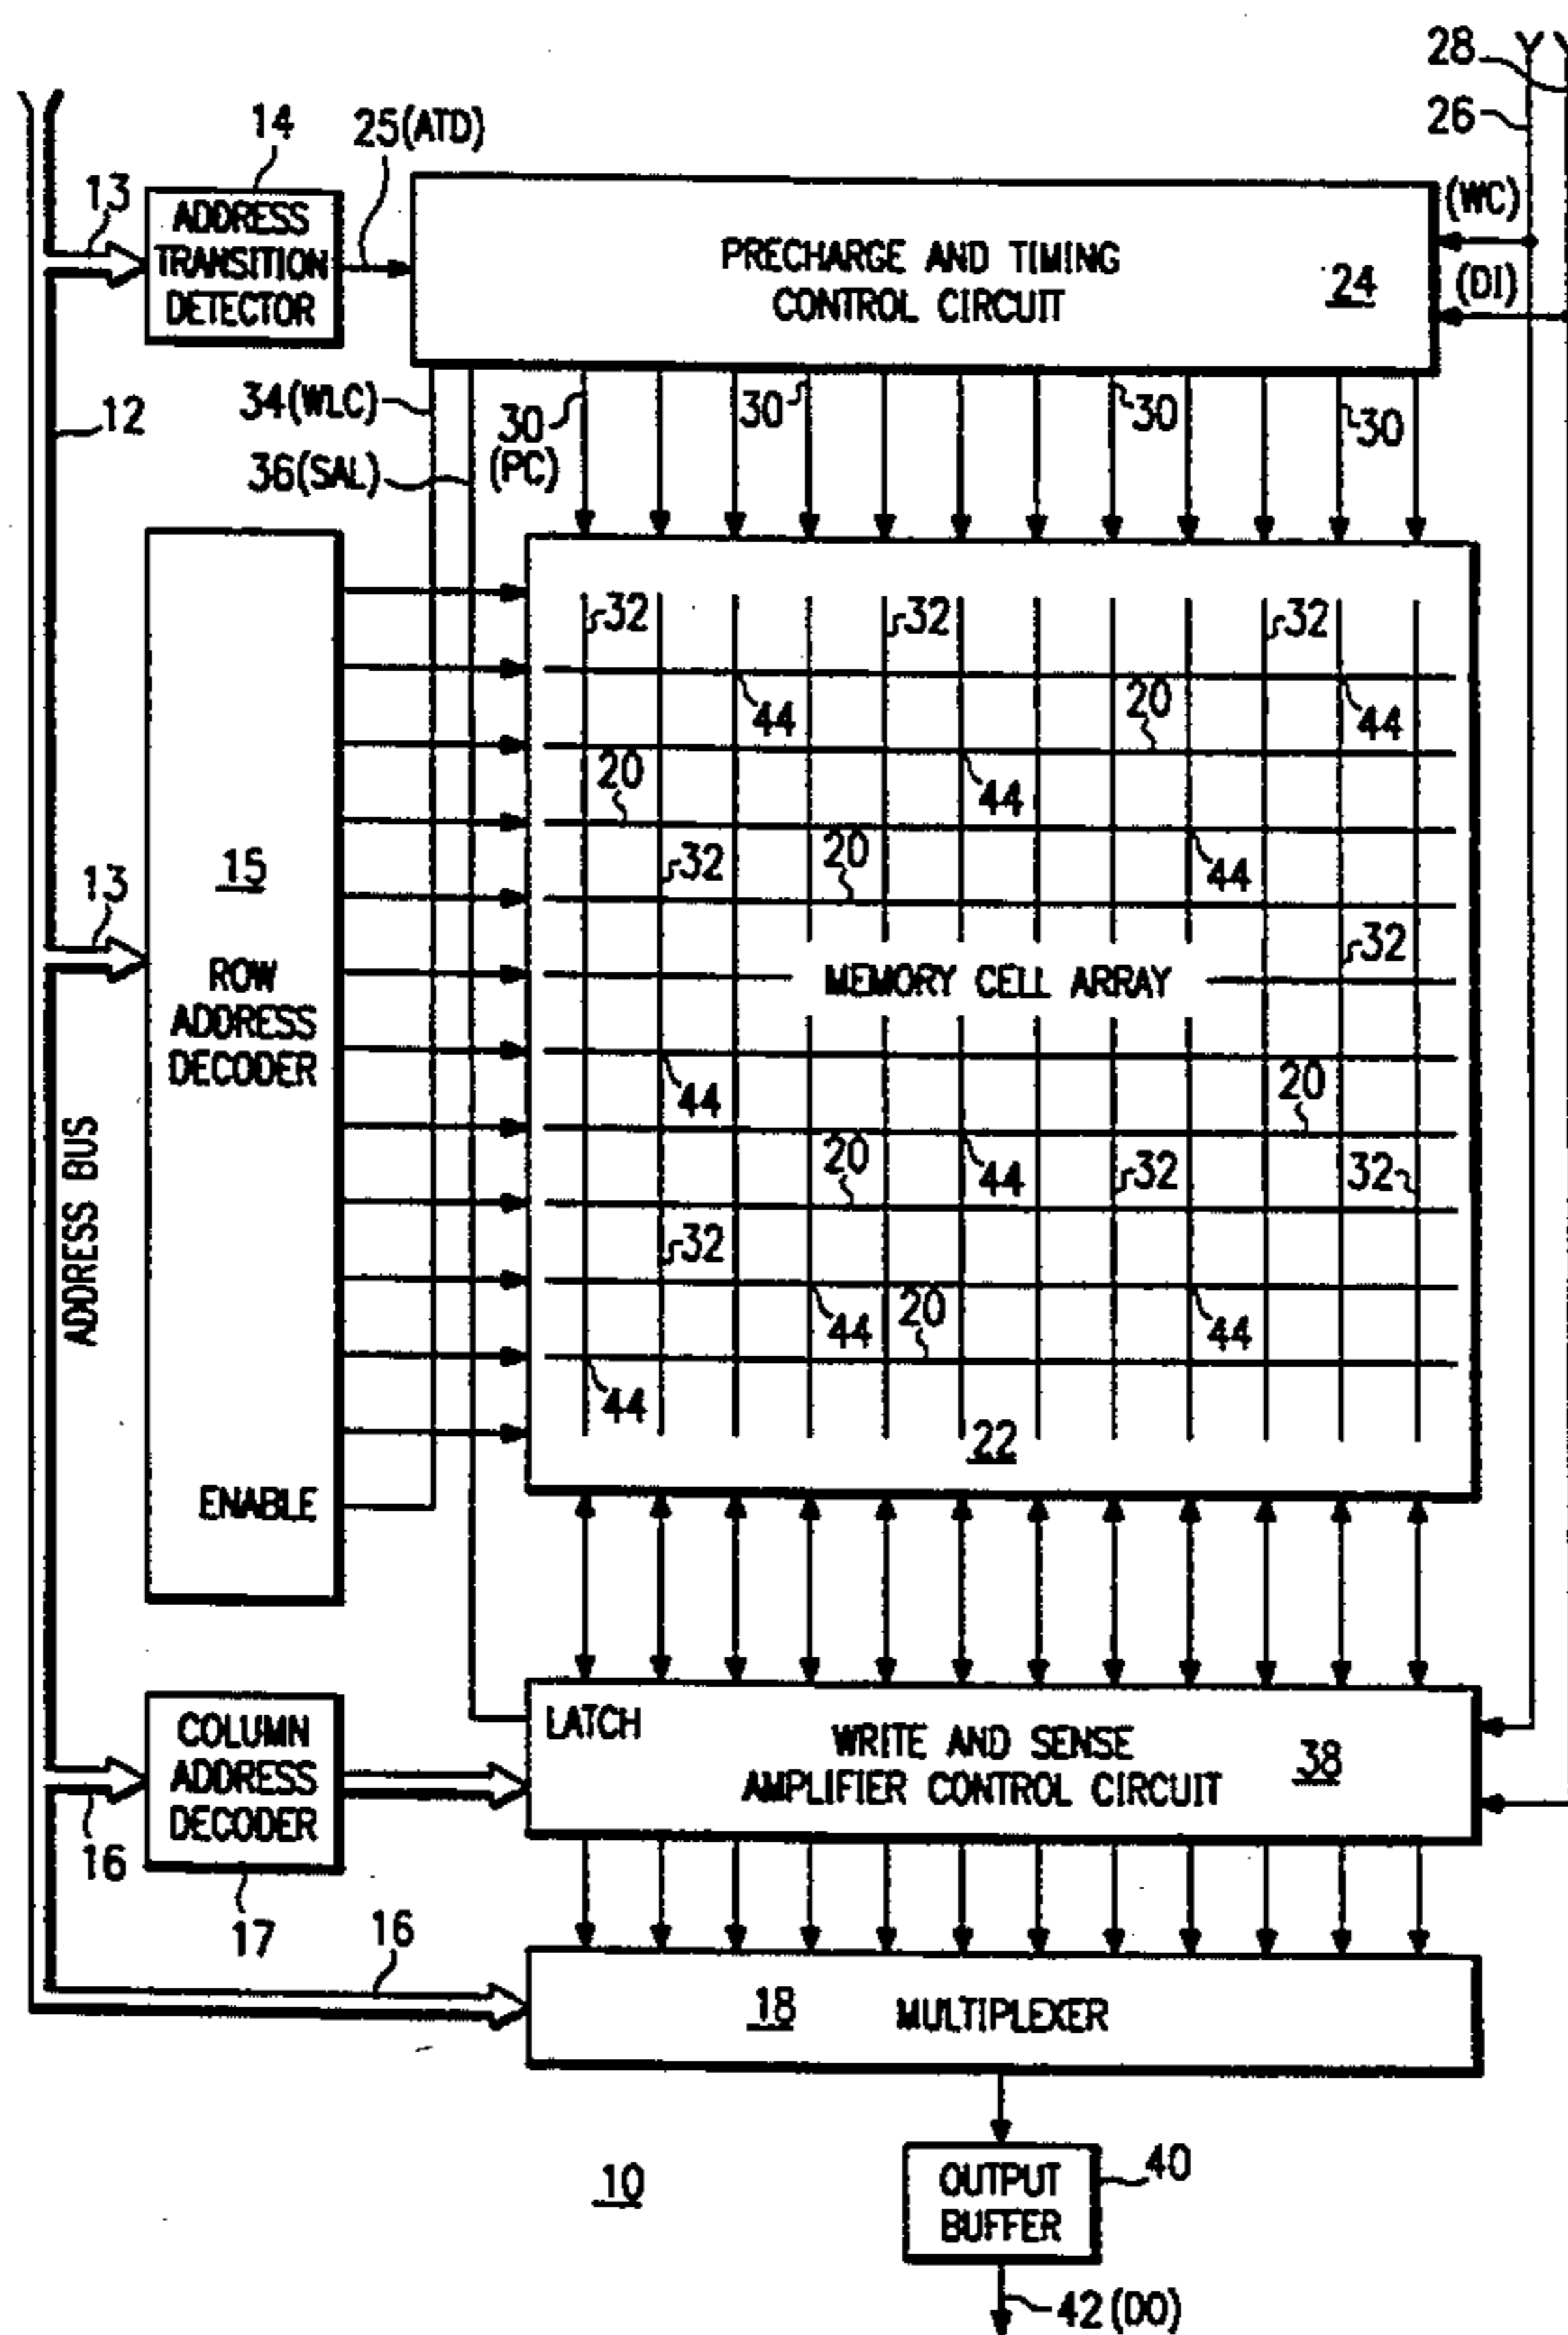 28
26
14
25(ATD)
13
ADDRESS
TRANSITION
DETECTOR
PRECHARGE AND TIMING
CONTROL CIRCUIT
24
(WC)
(DI)
12
34(WLC)
36(SAL)
30
(PC)
30
30
30
32
32
32
44
20
44
20
44
15
32
20
44
13
32
ROW
ADDRESS
DECODER
MEMORY CELL ARRAY
44
20
ADDRESS BUS
20
44
32
32
32
44
20
44
44
22
ENABLE
COLUMN
ADDRESS
DECODER
LATCH
WRITE AND SENSE
AMPLIFIER CONTROL CIRCUIT
38
16
17
16
18
MULTIPLEXER
10
OUTPUT
BUFFER
40
42(DO)